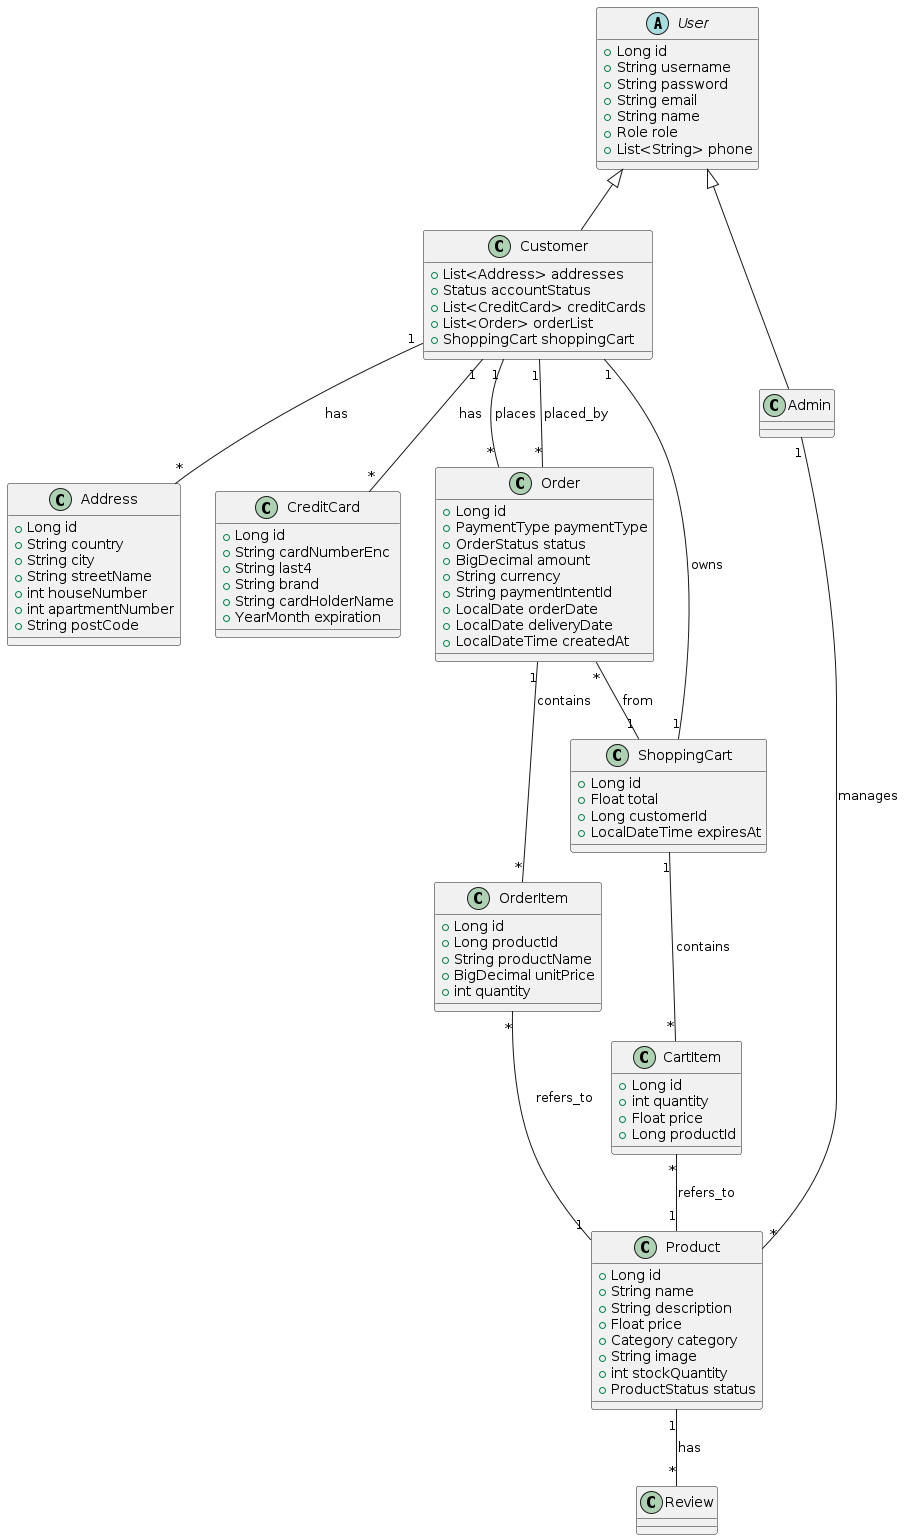 A User
Long id
String username
String password
String email
String name
Role role
List<String> phone
C Customer
List<Address> addresses
Status accountStatus
List<CreditCard> creditCards
List<Order> orderList
ShoppingCart shoppingCart
1
1
1
1
1
has
has
places
placed_by
*
*
*
*
C Admin
1
C Address
Long id
String country
String city
String streetName
int houseNumber
int apartmentNumber
String postCode
C CreditCard
Long id
String cardNumberEnc
String last4
String brand
String cardHolderName
YearMonth expiration
C Order
Long id
PaymentType paymentType
OrderStatus status
BigDecimal amount
String currency
String paymentIntentId
LocalDate orderDate
LocalDate deliveryDate
LocalDateTime createdAt
owns
1
*
contains
from
1
1
C ShoppingCart
Long id
Float total
Long customerId
LocalDateTime expiresAt
manages
*
1
C OrderItem
Long id
Long productId
String productName
BigDecimal unitPrice
int quantity
contains
*
*
C CartItem
Long id
int quantity
Float price
Long productId
refers_to
*
refers_to
1
1
*
C Product
Long id
String name
String description
Float price
Category category
String image
int stockQuantity
ProductStatus status
1
has
*
C Review